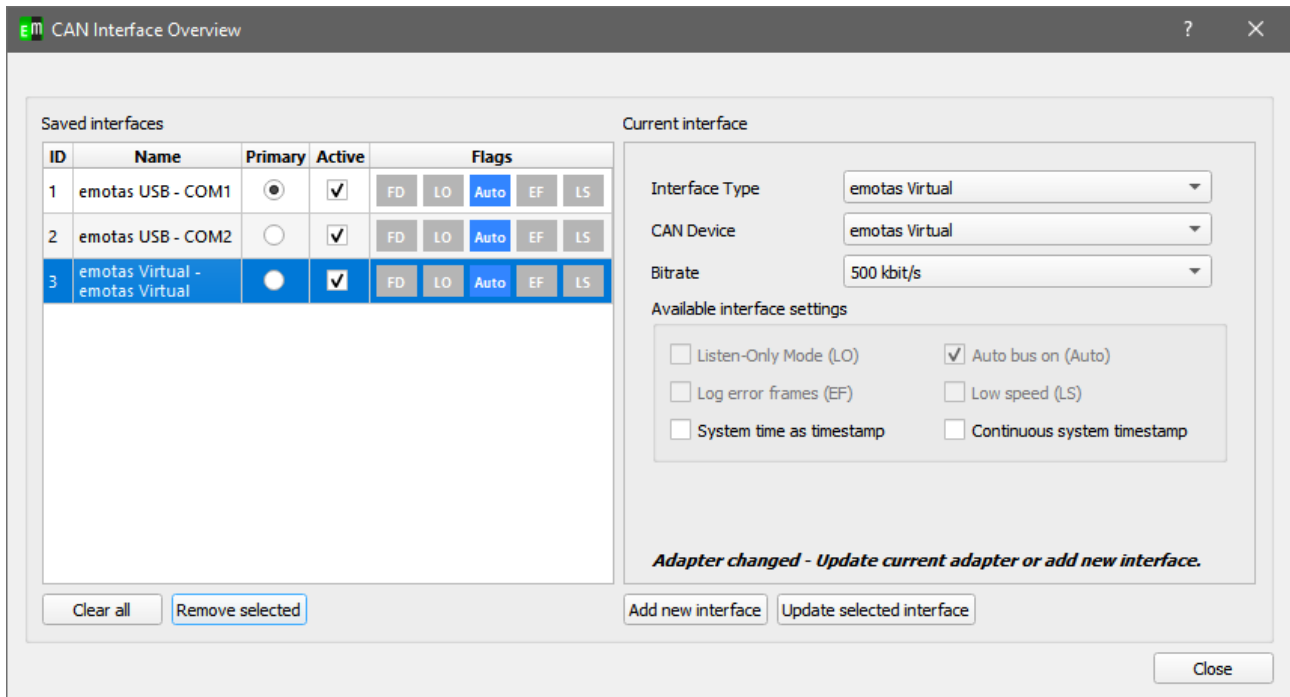 Em CAN Interface Overview ? ×
Saved interfaces
ID Name Primary Active Flags
1 emotas USB - COM1 FD LO Auto EF LS
2 emotas USB - COM2 FD LO Auto EF LS
3 emotas Virtual - FD LO Auto EF LS
emotas Virtual
Clear all Remove selected
Current interface
Interface Type emotas Virtual
CAN Device emotas Virtual
Bitrate 500 kbit/s
Available interface settings
Listen-Only Mode (LO) Auto bus on (Auto)
Log error frames (EF) Low speed (LS)
System time as timestamp Continuous system timestamp
Adapter changed - Update current adapter or add new interface.
Add new interface Update selected interface
Close